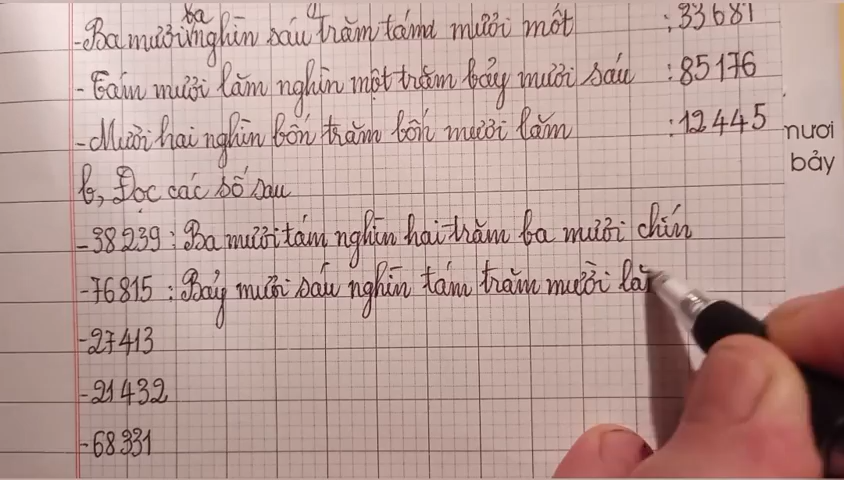 -Ba mươi ba nghìn sáu trăm tám mươi mốt : 33681
-Tám mươi lăm nghìn một trăm bảy mươi sáu : 85176
-Mười hai nghìn bốn trăm bốn mươi lăm : 12445
nươi
bảy
b, Đọc các số sau
-38239 : Ba mươi tám nghìn hai trăm ba mươi chín
-76815 : Bảy mươi sáu nghìn tám trăm mười lă
-27413
-21432
-68331